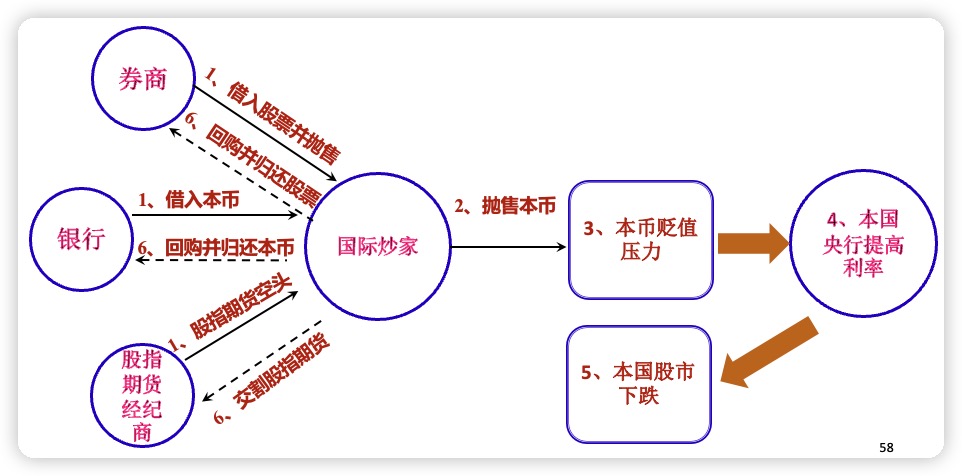 券商
1、借入股票并抛售
6、回购并归还股票
银行
1、借入本币
6、回购并归还本币
国际炒家
2、抛售本币
3、本币贬值
压力
4、本国
央行提高
利率
1、股指期货空头
6、交割股指期货
股指
期货
经纪
商
5、本国股市
下跌
58